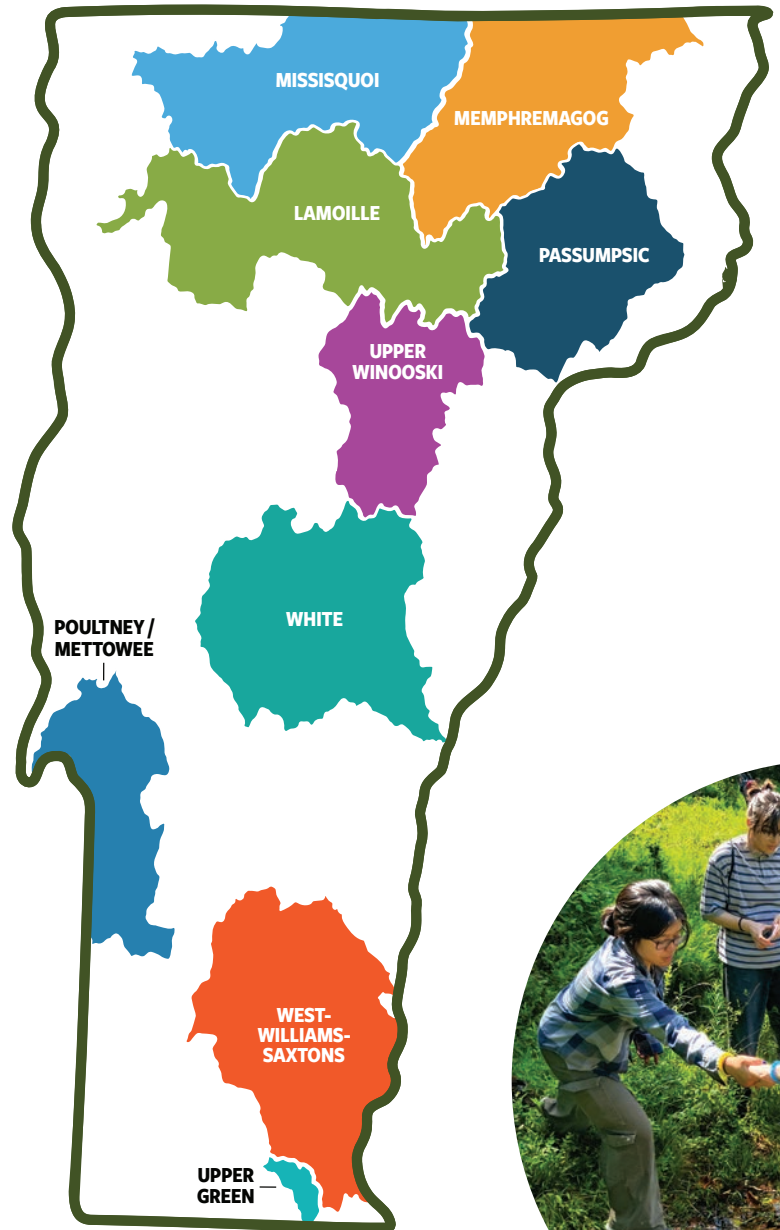 MISSISQUOI
MEMPHREMAGOG
LAMOILLE
PASSUMPSIC
UPPER
WINOOSKI
WHITE
POULTNEY /
METTOWEE
WEST-
WILLIAMS-
SAXTONS
UPPER
GREEN